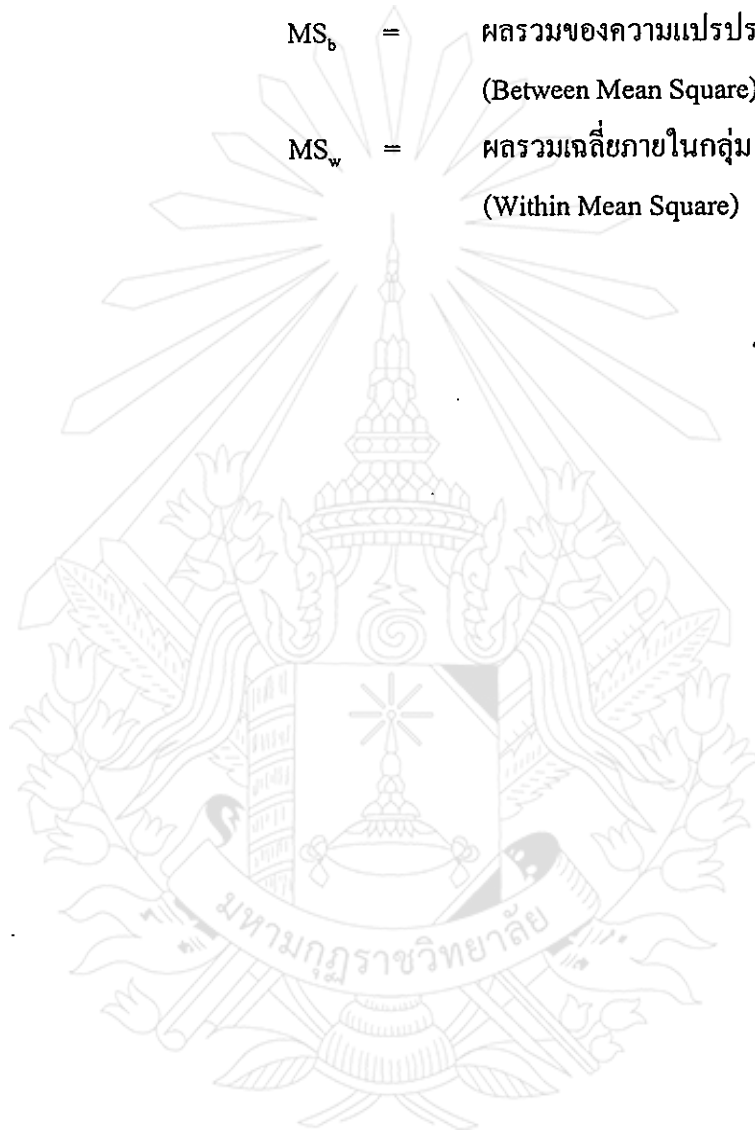 MS_b = ผลรวมของความแปรปร
(Between Mean Square)
MS_w = ผลรวมเฉลี่ยภายในกลุ่ม
(Within Mean Square)
มหามกุฏราชวิทยาลัย